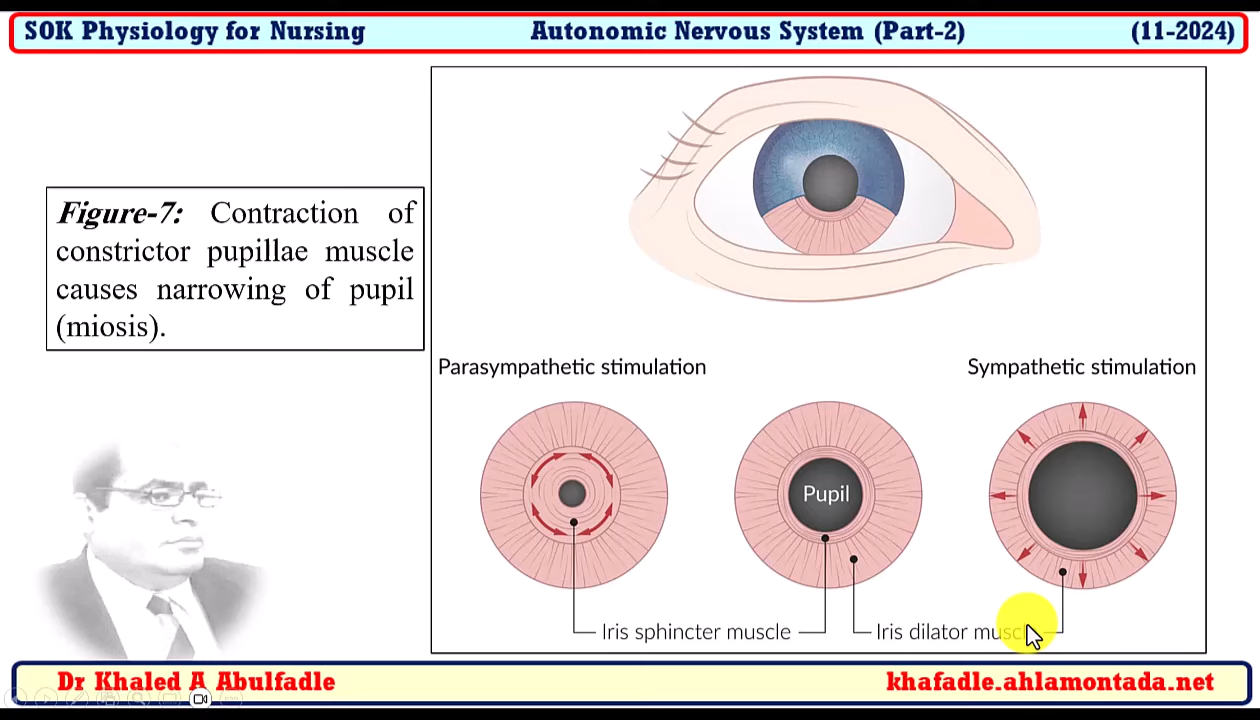 SOK Physiology for Nursing Autonomic Nervous System (Part-2) (11-2024)
Figure-7: Contraction of
constrictor pupillae muscle
causes narrowing of pupil
(miosis).
Parasympathetic stimulation Sympathetic stimulation
Pupil
Iris sphincter muscle Iris dilator muscle
Dr Khaled A Abulfadle khafadle.ahlamontada.net